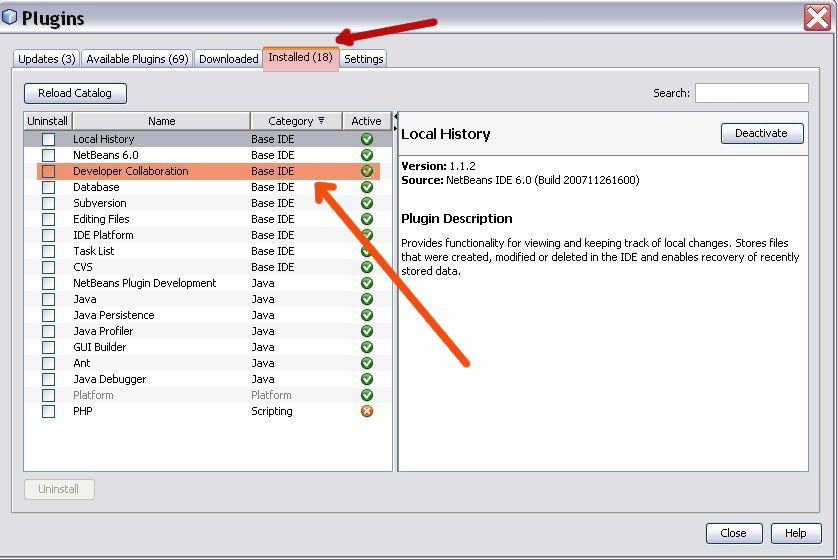 Plugins
Updates (3) Available Plugins (69) Downloaded Installed (18) Settings
Reload Catalog Search:
Uninstall Name Category Active
Local History Base IDE
NetBeans 6.0 Base IDE
Developer Collaboration Base IDE
Database Base IDE
Subversion Base IDE
Editing Files Base IDE
IDE Platform Base IDE
Task List Base IDE
CVS Base IDE
NetBeans Plugin Development Java
Java Java
Java Persistence Java
Java Profiler Java
GUI Builder Java
Ant Java
Java Debugger Java
Platform Platform
PHP Scripting
Local History Deactivate
Version: 1.1.2
Source: NetBeans IDE 6.0 (Build 200711261600)
Plugin Description
Provides functionality for viewing and keeping track of local changes. Stores files
that were created, modified or deleted in the IDE and enables recovery of recently
stored data.
Uninstall
Close Help